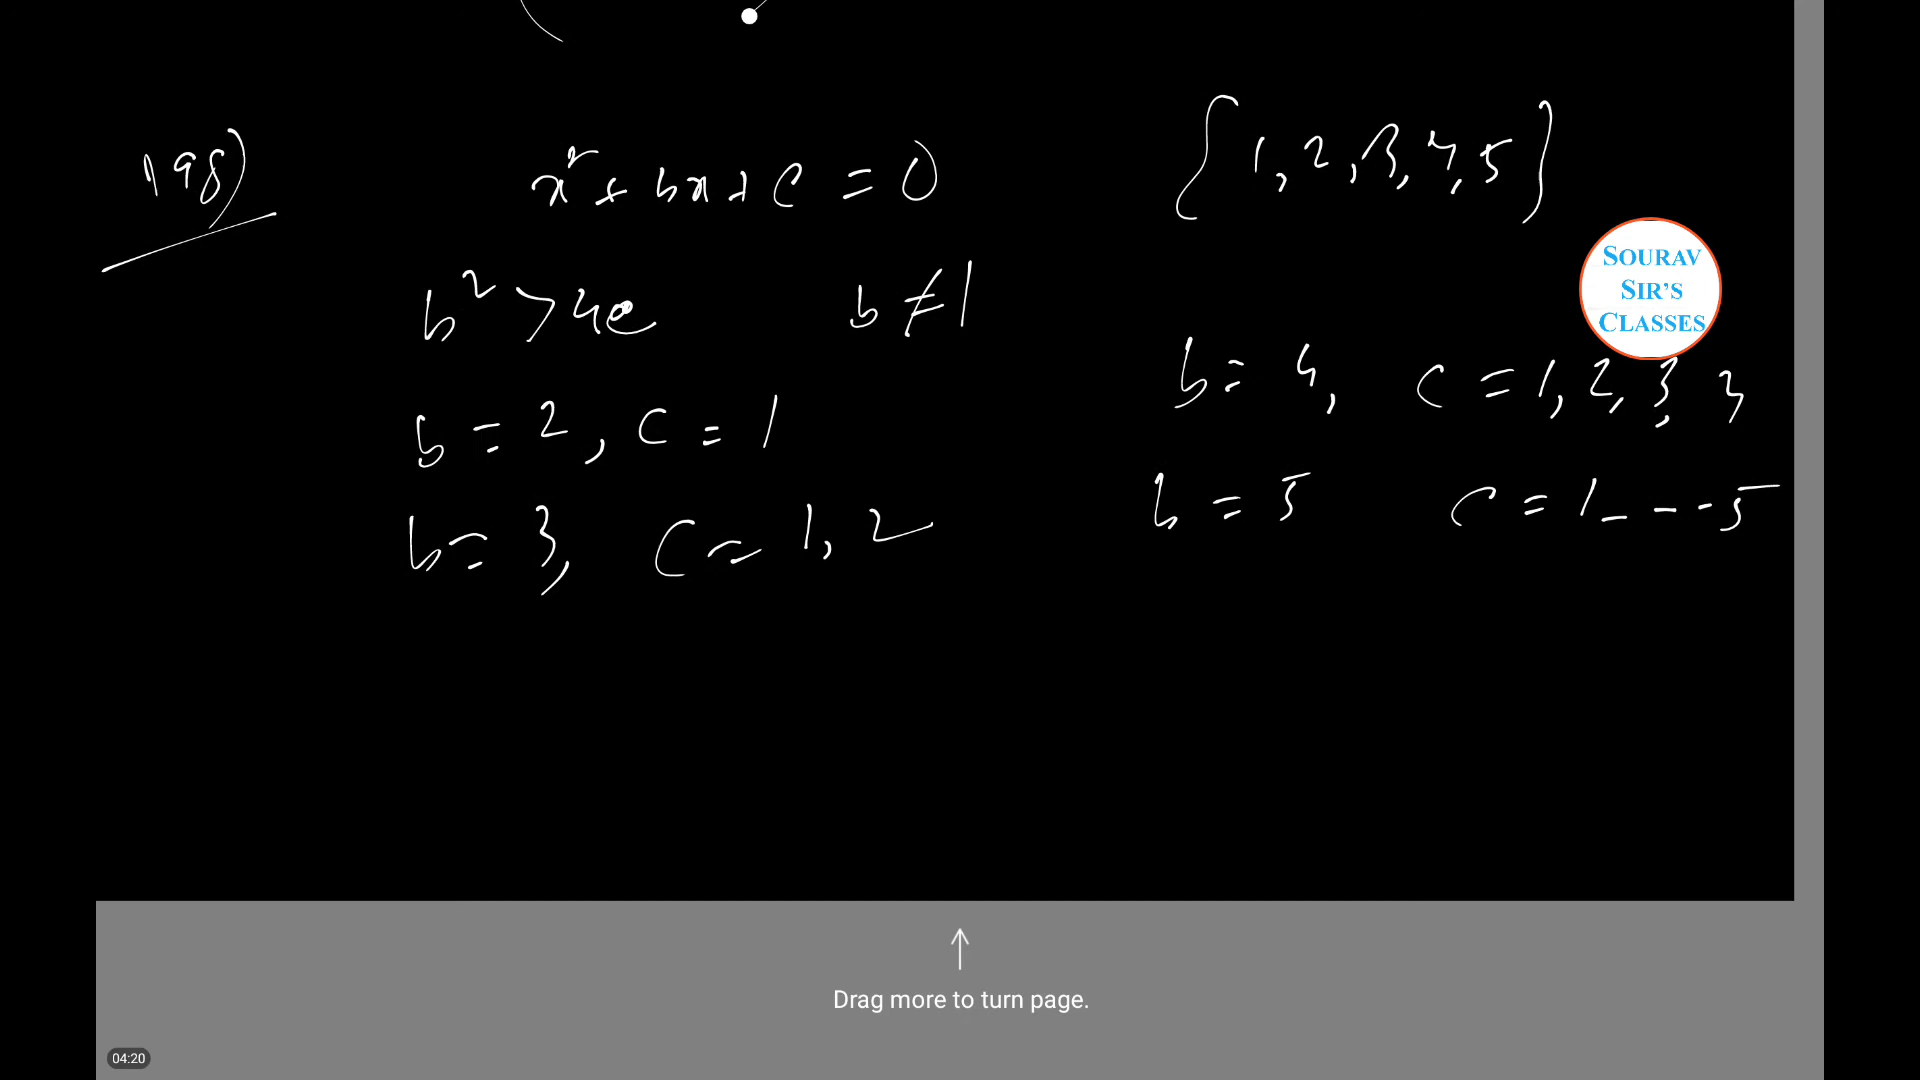 198)
x² + bx + c = 0
{1, 2, 3, 4, 5}
b² > 4c
b ≠ 1
SOURAV
SIR'S
CLASSES
b = 4, c = 1, 2, 3,
b = 2, c = 1
b = 5 c = 1 - - - 5
b = 3, c = 1, 2
Drag more to turn page.
04:20